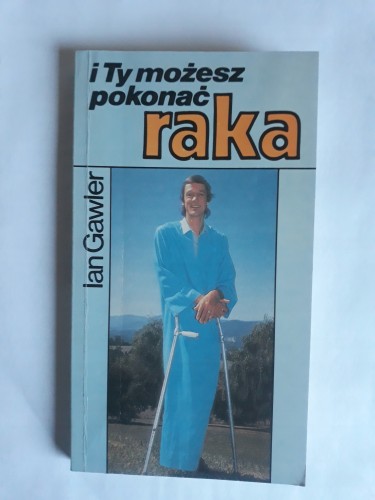 i Ty możesz
pokonać
raka
Ian Gawler